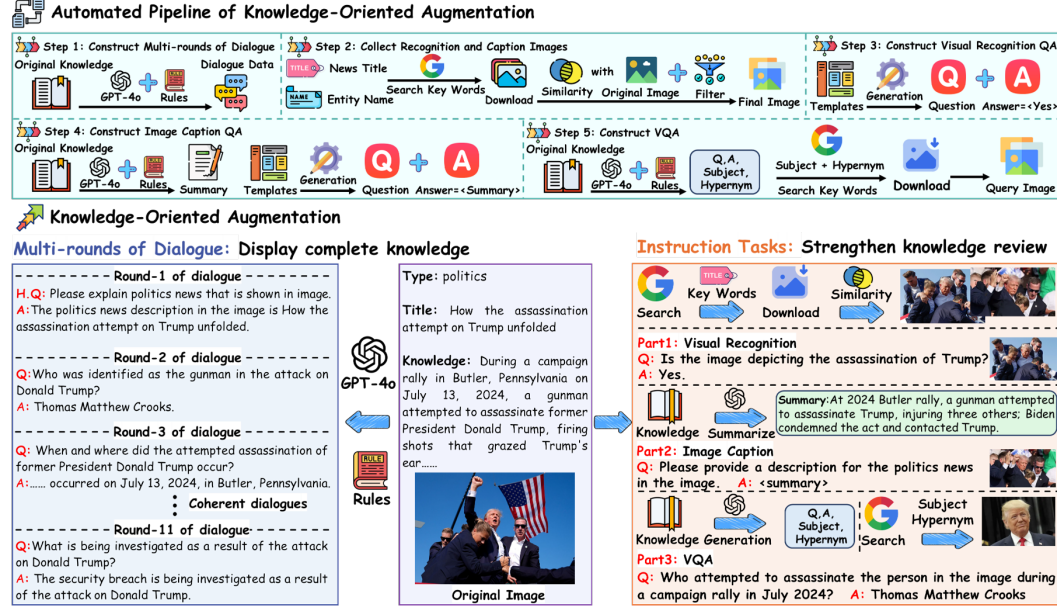 Automated Pipeline of Knowledge-Oriented Augmentation
Step 1: Construct Multi-rounds of Dialogue
Original Knowledge
Dialogue Data
GPT-4o
RULE
Rules
Step 2: Collect Recognition and Caption Images
TITLE
News Title
NAME
Entity Name
Search Key Words
Download
Similarity
with
Original Image
Filter
Final Image
Step 3: Construct Visual Recognition QA
Templates
Generation
Q
A
Question
Answer=<Yes>
Step 4: Construct Image Caption QA
Original Knowledge
GPT-4o
RULE
Rules
Summary
Templates
Generation
Q
A
Question
Answer=<Summary>
Step 5: Construct VQA
Original Knowledge
GPT-4o
RULE
Rules
Q,A,
Subject,
Hypernym
Subject + Hypernym
Search Key Words
Download
Query Image
Knowledge-Oriented Augmentation
Multi-rounds of Dialogue: Display complete knowledge
Round-1 of dialogue
H.Q: Please explain politics news that is shown in image.
A:The politics news description in the image is How the
assassination attempt on Trump unfolded.
Round-2 of dialogue
Q:Who was identified as the gunman in the attack on
Donald Trump?
A: Thomas Matthew Crooks.
Round-3 of dialogue
Q: When and where did the attempted assassination of
former President Donald Trump occur?
A:...... occurred on July 13, 2024, in Butler, Pennsylvania.
Coherent dialogues
Round-11 of dialogue
Q:What is being investigated as a result of the attack
on Donald Trump?
A: The security breach is being investigated as a result
of the attack on Donald Trump.
GPT-4o
RULE
Rules
Type: politics
Title: How the assassination
attempt on Trump unfolded
Knowledge: During a campaign
rally in Butler, Pennsylvania on
July 13, 2024, a gunman
attempted to assassinate former
President Donald Trump, firing
shots that grazed Trump's
ear......
Original Image
Instruction Tasks: Strengthen knowledge review
Search
TITLE
Key Words
Download
Similarity
Part1: Visual Recognition
Q: Is the image depicting the assassination of Trump?
A: Yes.
Knowledge
Summarize
Summary:At 2024 Butler rally, a gunman attempted
to assassinate Trump, injuring three others; Biden
condemned the act and contacted Trump.
Part2: Image Caption
Q: Please provide a description for the politics news
in the image. A: <summary>
Knowledge
Generation
Q,A,
Subject,
Hypernym
Search
Subject
Hypernym
Part3: VQA
Q: Who attempted to assassinate the person in the image during
a campaign rally in July 2024? A: Thomas Matthew Crooks